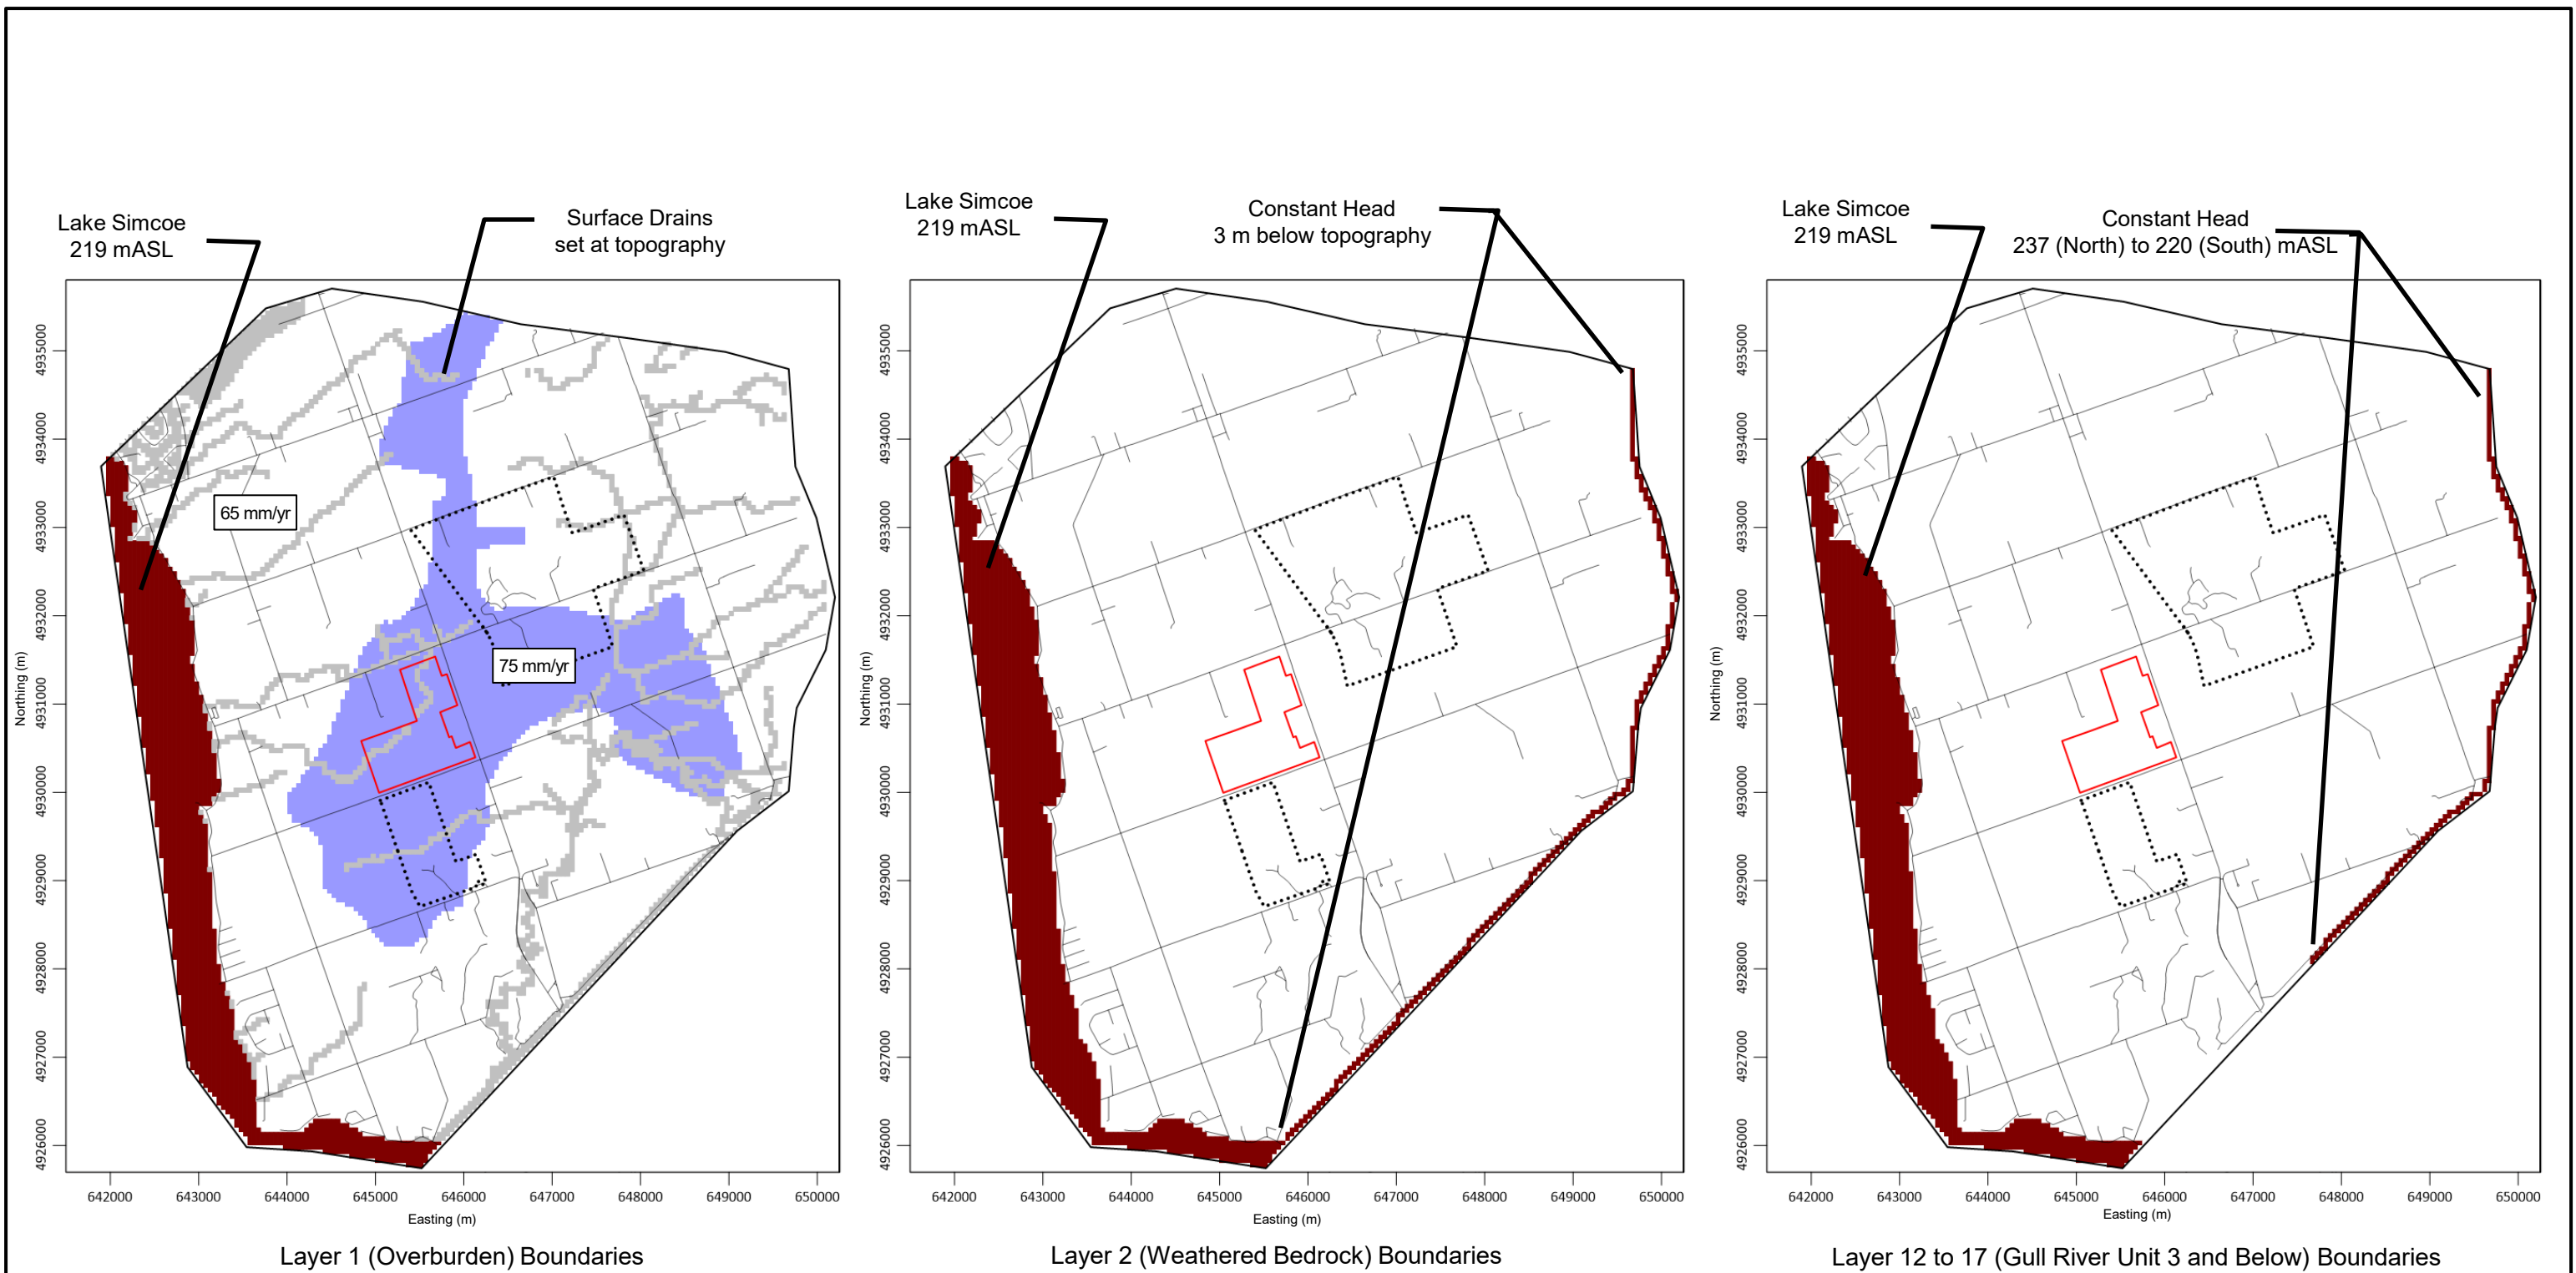 Lake Simcoe
219 mASL
Surface Drains
set at topography
65 mm/yr
75 mm/yr
4935000
4934000
4933000
4932000
4931000
4930000
4929000
4928000
4927000
4926000
Northing (m)
642000 643000 644000 645000 646000 647000 648000 649000 650000
Easting (m)
Layer 1 (Overburden) Boundaries
Lake Simcoe
219 mASL
Constant Head
3 m below topography
4935000
4934000
4933000
4932000
4931000
4930000
4929000
4928000
4927000
4926000
Northing (m)
642000 643000 644000 645000 646000 647000 648000 649000 650000
Easting (m)
Layer 2 (Weathered Bedrock) Boundaries
Lake Simcoe
219 mASL
Constant Head
237 (North) to 220 (South) mASL
4935000
4934000
4933000
4932000
4931000
4930000
4929000
4928000
4927000
4926000
Northing (m)
642000 643000 644000 645000 646000 647000 648000 649000 650000
Easting (m)
Layer 12 to 17 (Gull River Unit 3 and Below) Boundaries